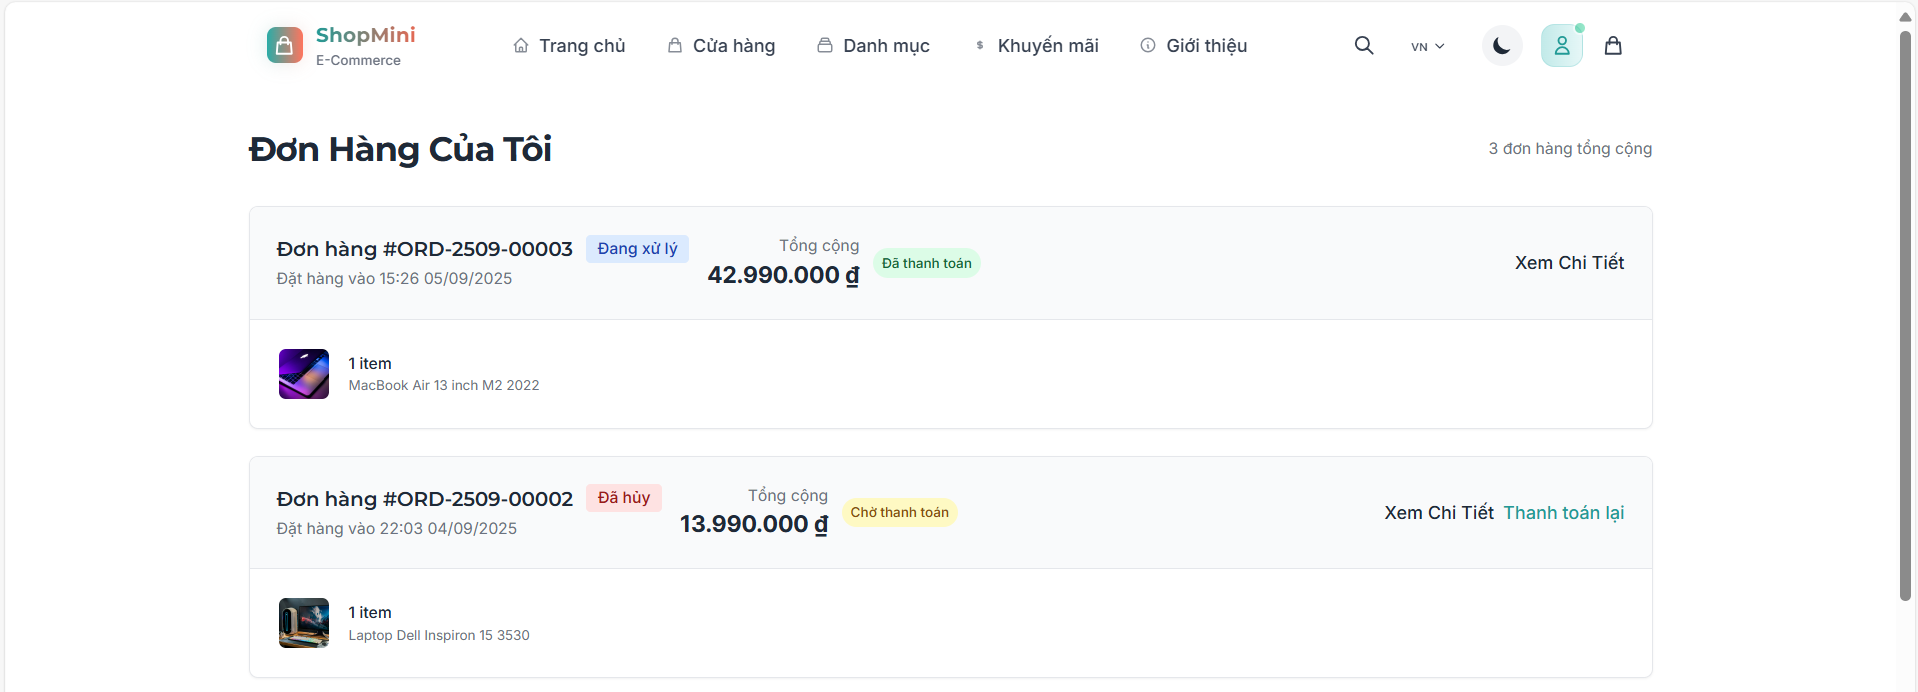 ShopMini
E-Commerce
Trang chủ
Cửa hàng
Danh mục
$ Khuyến mãi
Giới thiệu
VN
Đơn Hàng Của Tôi
3 đơn hàng tổng cộng
Đơn hàng #ORD-2509-00003
Đang xử lý
Đặt hàng vào 15:26 05/09/2025
Tổng cộng
42.990.000 ₫
Đã thanh toán
Xem Chi Tiết
1 item
MacBook Air 13 inch M2 2022
Đơn hàng #ORD-2509-00002
Đã hủy
Đặt hàng vào 22:03 04/09/2025
Tổng cộng
13.990.000 ₫
Chờ thanh toán
Xem Chi Tiết
Thanh toán lại
1 item
Laptop Dell Inspiron 15 3530